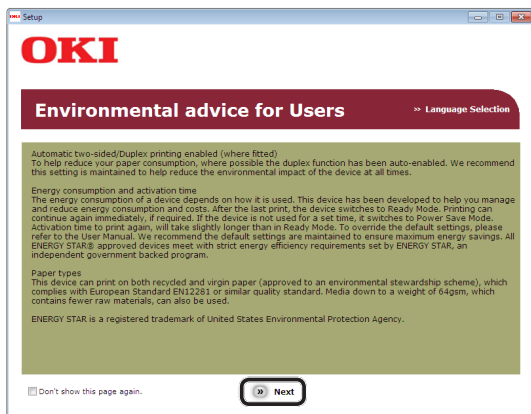 OKI Setup
OKI
Environmental advice for Users
» Language Selection
Automatic two-sided/Duplex printing enabled (where fitted)
To help reduce your paper consumption, where possible the duplex function has been auto-enabled. We recommend
this setting is maintained to help reduce the environmental impact of the device at all times.
Energy consumption and activation time
The energy consumption of a device depends on how it is used. This device has been developed to help you manage
and reduce energy consumption and costs. After the last print, the device switches to Ready Mode. Printing can
continue again immediately, if required. If the device is not used for a set time, it switches to Power Save Mode.
Activation time to print again, will take slightly longer than in Ready Mode. To override the default settings, please
refer to the User Manual. We recommend the default settings are maintained to ensure maximum energy savings. All
ENERGY STAR® approved devices meet with strict energy efficiency requirements set by ENERGY STAR, an
independent government backed program.
Paper types
This device can print on both recycled and virgin paper (approved to an environmental stewardship scheme), which
complies with European Standard EN12281 or similar quality standard. Media down to a weight of 64gsm, which
contains fewer raw materials, can also be used.
ENERGY STAR is a registered trademark of United States Environmental Protection Agency.
Don't show this page again.
» Next